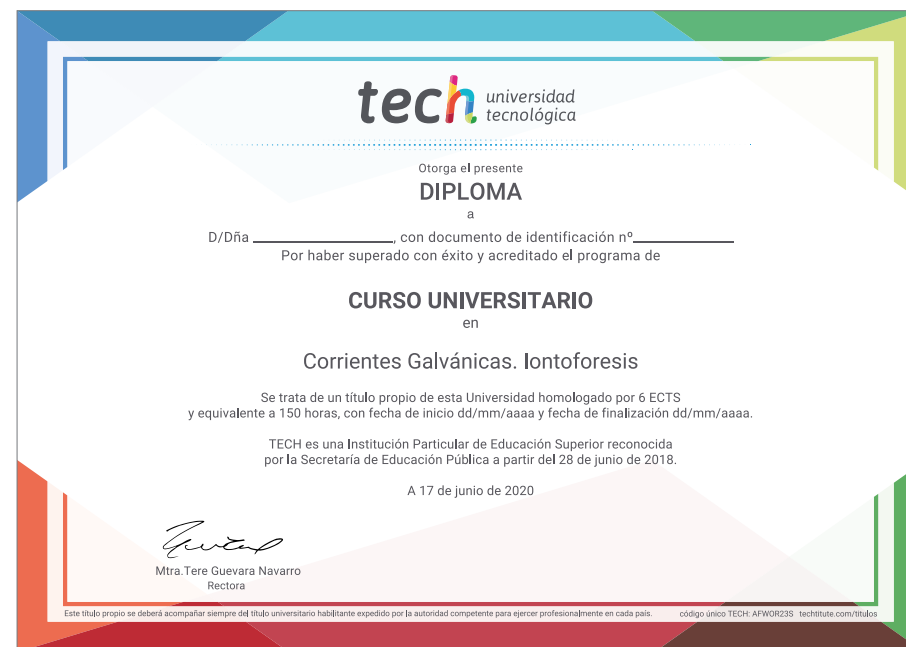 tech universidad
tecnológica
Otorga el presente
DIPLOMA
a
D/Dña ____________________, con documento de identificación nº______________
Por haber superado con éxito y acreditado el programa de
CURSO UNIVERSITARIO
en
Corrientes Galvánicas. Iontoforesis
Se trata de un título propio de esta Universidad homologado por 6 ECTS
y equivalente a 150 horas, con fecha de inicio dd/mm/aaaa y fecha de finalización dd/mm/aaaa.
TECH es una Institución Particular de Educación Superior reconocida
por la Secretaría de Educación Pública a partir del 28 de junio de 2018.
A 17 de junio de 2020
Mtra.Tere Guevara Navarro
Rectora
Este título propio se deberá acompañar siempre del título universitario habilitante expedido por la autoridad competente para ejercer profesionalmente en cada país. código único TECH: AFWOR23S techtitute.com/titulos